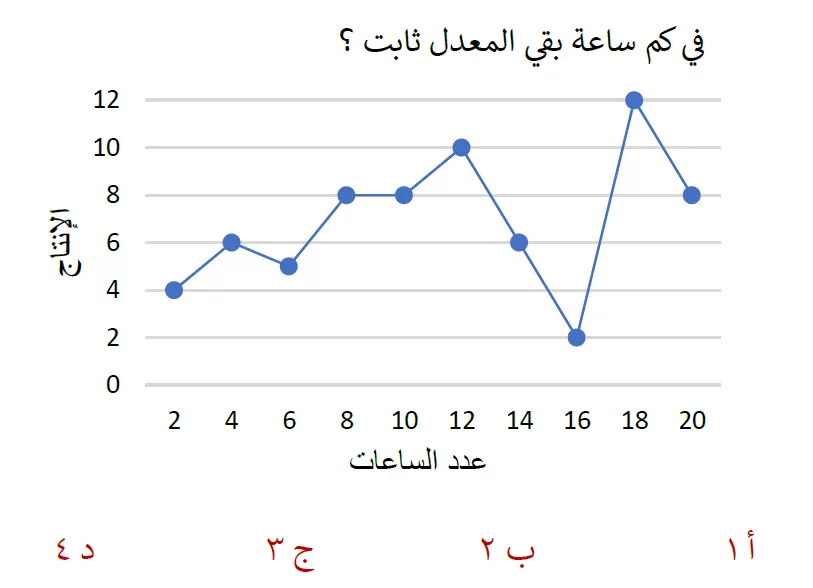 في كم ساعة بقي المعدل ثابت ؟
12
10
8
6
4
2
0
الإنتاج
2 4 6 8 10 12 14 16 18 20
عدد الساعات
أ ١ ب ٢ ج ٣ د ٤